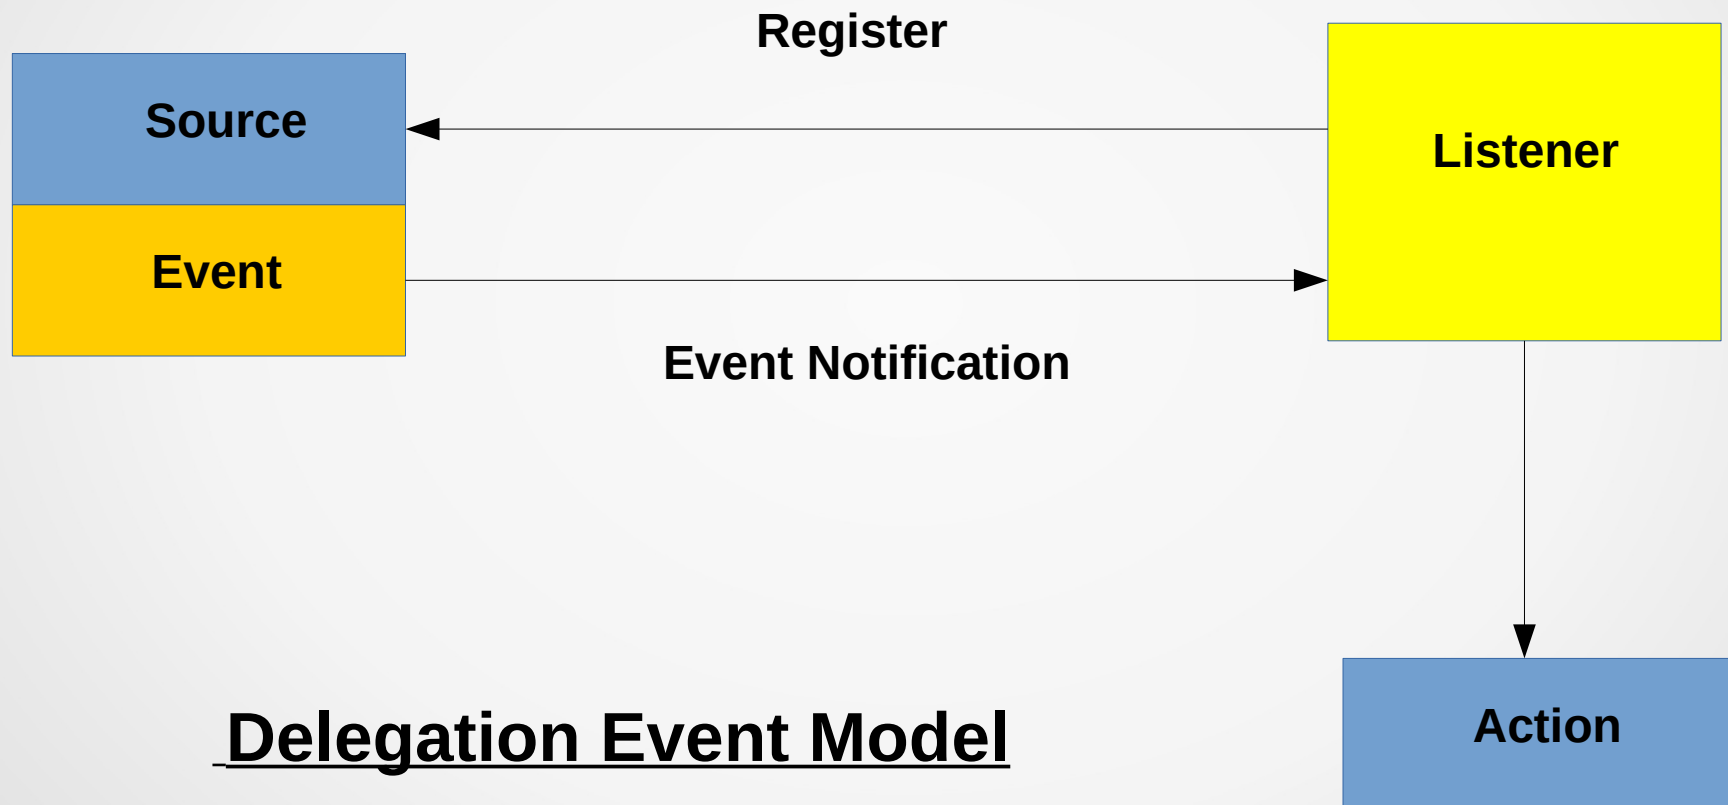 Register
Source
Listener
Event
Event Notification
Delegation Event Model
Action